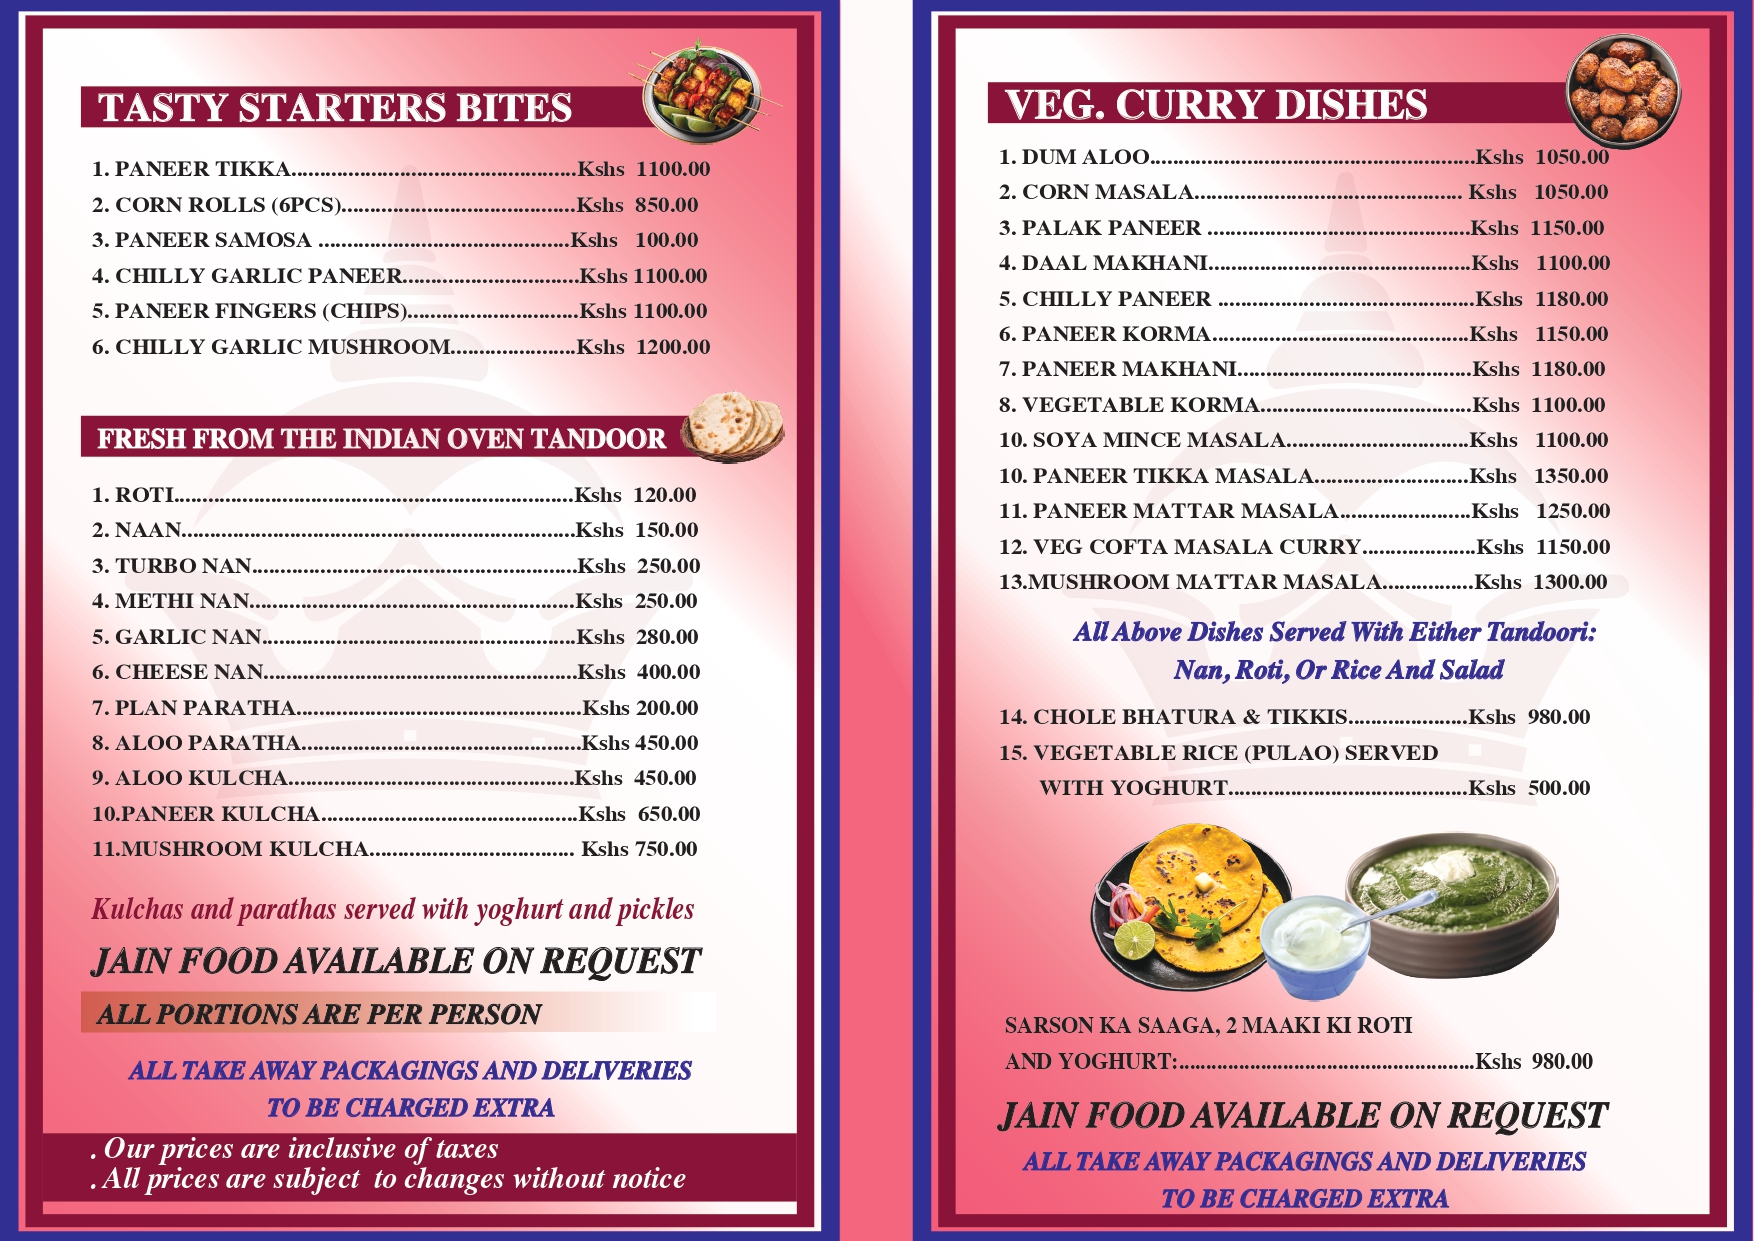 TASTY STARTERS BITES
1. PANEER TIKKA..................................................Kshs 1100.00
2. CORN ROLLS (6PCS).........................................Kshs 850.00
3. PANEER SAMOSA ............................................Kshs 100.00
4. CHILLY GARLIC PANEER...............................Kshs 1100.00
5. PANEER FINGERS (CHIPS)..............................Kshs 1100.00
6. CHILLY GARLIC MUSHROOM......................Kshs 1200.00
FRESH FROM THE INDIAN OVEN TANDOOR
1. ROTI......................................................................Kshs 120.00
2. NAAN.....................................................................Kshs 150.00
3. TURBO NAN.........................................................Kshs 250.00
4. METHI NAN.........................................................Kshs 250.00
5. GARLIC NAN.......................................................Kshs 280.00
6. CHEESE NAN.......................................................Kshs 400.00
7. PLAN PARATHA..................................................Kshs 200.00
8. ALOO PARATHA.................................................Kshs 450.00
9. ALOO KULCHA..................................................Kshs 450.00
10.PANEER KULCHA.............................................Kshs 650.00
11.MUSHROOM KULCHA.................................... Kshs 750.00
Kulchas and parathas served with yoghurt and pickles
JAIN FOOD AVAILABLE ON REQUEST
ALL PORTIONS ARE PER PERSON
ALL TAKE AWAY PACKAGINGS AND DELIVERIES
TO BE CHARGED EXTRA
. Our prices are inclusive of taxes
. All prices are subject to changes without notice
VEG. CURRY DISHES
1. DUM ALOO.........................................................Kshs 1050.00
2. CORN MASALA............................................... Kshs 1050.00
3. PALAK PANEER ..............................................Kshs 1150.00
4. DAAL MAKHANI..............................................Kshs 1100.00
5. CHILLY PANEER .............................................Kshs 1180.00
6. PANEER KORMA.............................................Kshs 1150.00
7. PANEER MAKHANI.........................................Kshs 1180.00
8. VEGETABLE KORMA.....................................Kshs 1100.00
10. SOYA MINCE MASALA................................Kshs 1100.00
10. PANEER TIKKA MASALA...........................Kshs 1350.00
11. PANEER MATTAR MASALA.......................Kshs 1250.00
12. VEG COFTA MASALA CURRY....................Kshs 1150.00
13.MUSHROOM MATTAR MASALA................Kshs 1300.00
All Above Dishes Served With Either Tandoori:
Nan, Roti, Or Rice And Salad
14. CHOLE BHATURA & TIKKIS.....................Kshs 980.00
15. VEGETABLE RICE (PULAO) SERVED
WITH YOGHURT..........................................Kshs 500.00
SARSON KA SAAGA, 2 MAAKI KI ROTI
AND YOGHURT:.......................................................Kshs 980.00
JAIN FOOD AVAILABLE ON REQUEST
ALL TAKE AWAY PACKAGINGS AND DELIVERIES
TO BE CHARGED EXTRA